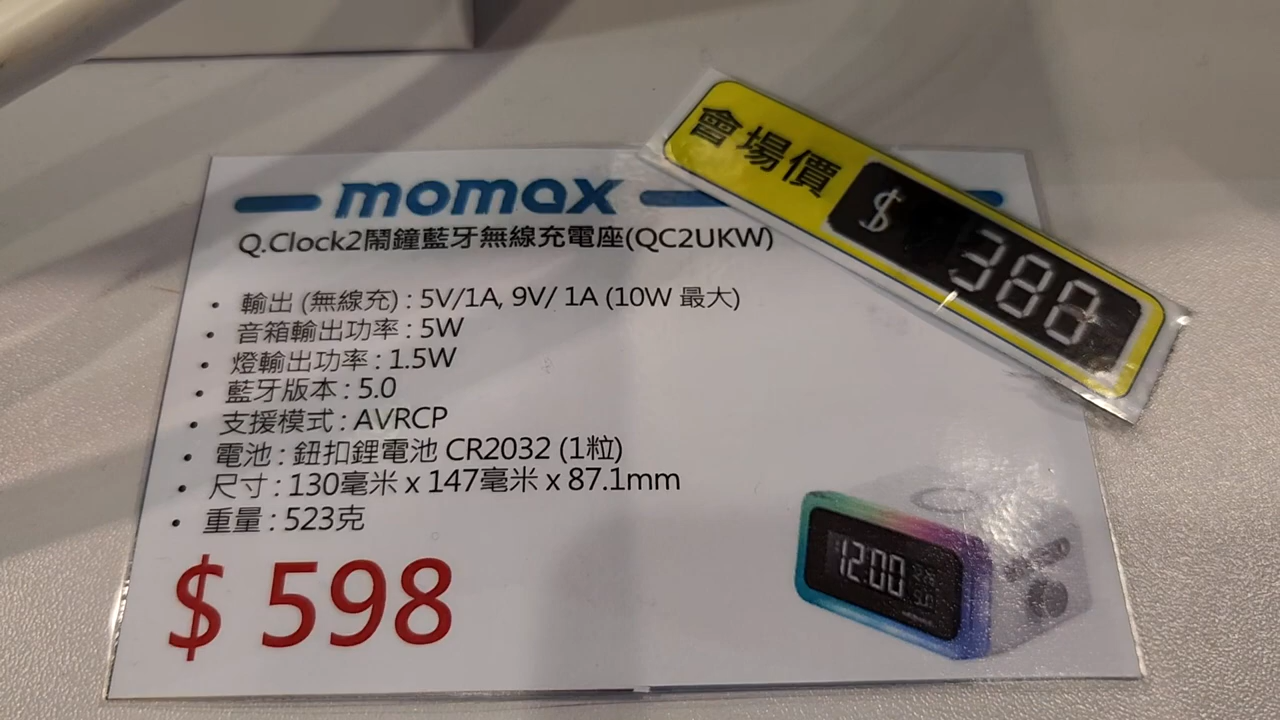 momax
Q.Clock2鬧鐘藍牙無線充電座(QC2UKW)
• 輸出 (無線充) : 5V/1A, 9V/ 1A (10W 最大)
• 音箱輸出功率 : 5W
• 燈輸出功率 : 1.5W
• 藍牙版本 : 5.0
• 支援模式 : AVRCP
• 電池 : 鈕扣鋰電池 CR2032 (1粒)
• 尺寸 : 130毫米 x 147毫米 x 87.1mm
• 重量 : 523克
$ 598
會場價 $ 388
12:00